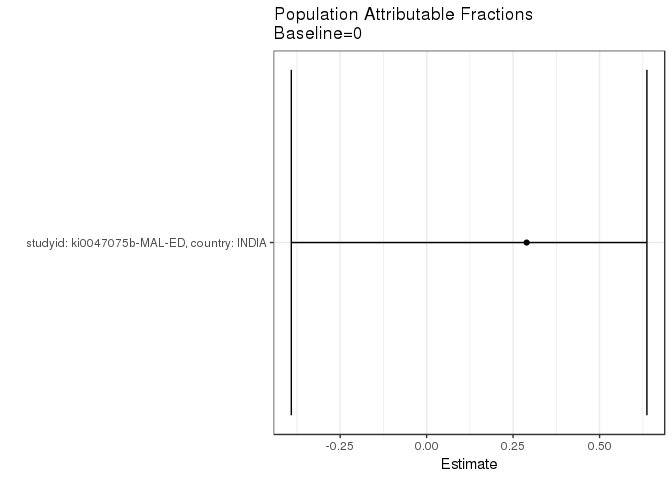 Population Attributable Fractions
Baseline=0
studyid: ki0047075b-MAL-ED, country: INDIA
-0.25 0.00 0.25 0.50
Estimate